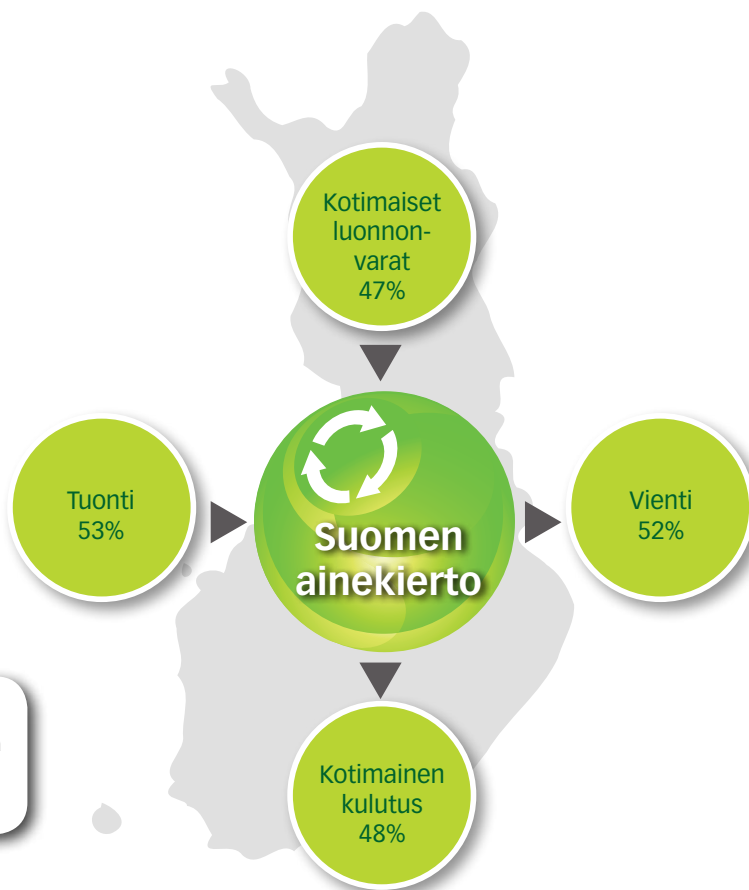 Kotimaiset
luonnon-
varat
47%
Tuonti
53%
Suomen
ainekierto
Vienti
52%
Kotimainen
kulutus
48%